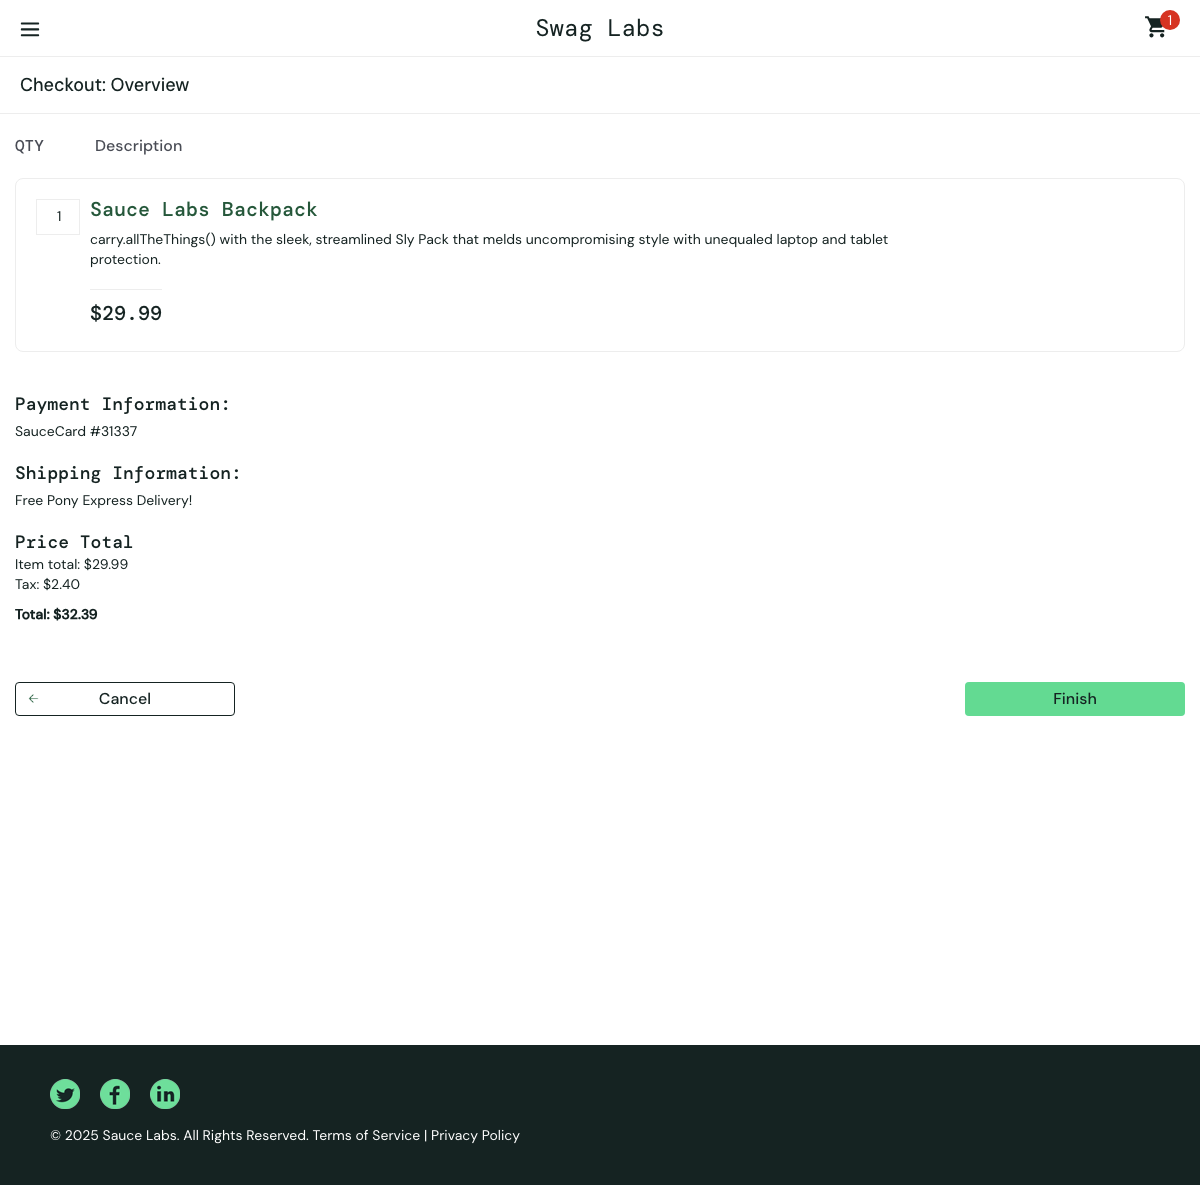 Swag Labs
1
Checkout: Overview
QTY Description
1
Sauce Labs Backpack
carry.allTheThings() with the sleek, streamlined Sly Pack that melds uncompromising style with unequaled laptop and tablet
protection.
$29.99
Payment Information:
SauceCard #31337
Shipping Information:
Free Pony Express Delivery!
Price Total
Item total: $29.99
Tax: $2.40
Total: $32.39
Cancel
Finish
© 2025 Sauce Labs. All Rights Reserved. Terms of Service | Privacy Policy